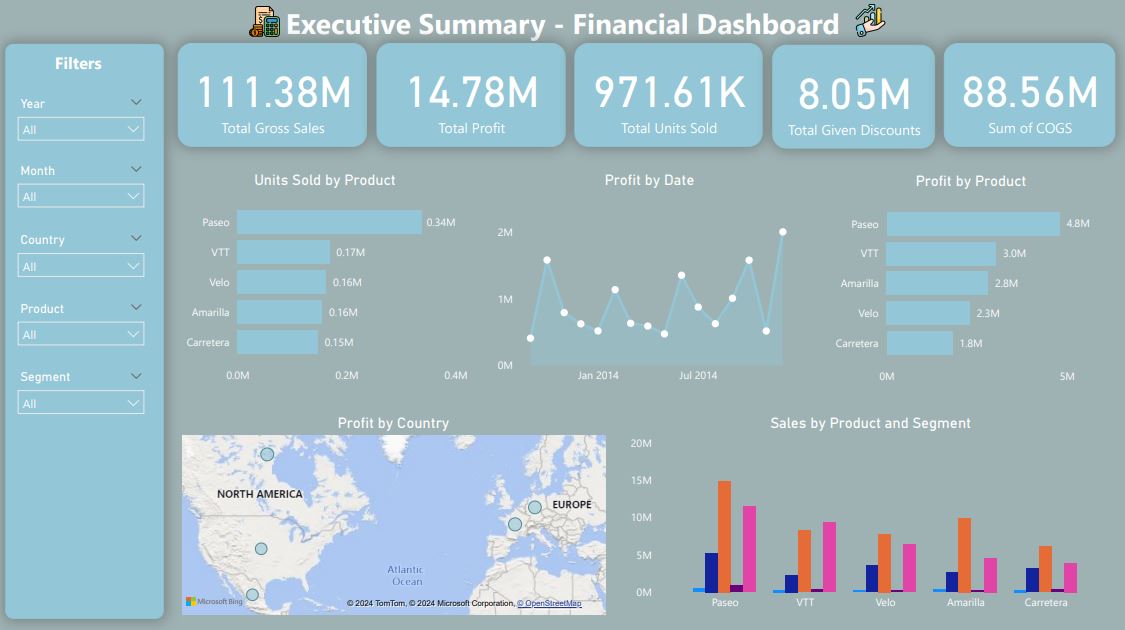 Executive Summary - Financial Dashboard
Filters
Year
All
Month
All
Country
All
Product
All
Segment
All
111.38M
Total Gross Sales
14.78M
Total Profit
971.61K
Total Units Sold
8.05M
Total Given Discounts
88.56M
Sum of COGS
Units Sold by Product
Paseo 0.34M
VTT 0.17M
Velo 0.16M
Amarilla 0.16M
Carretera 0.15M
0.0M 0.2M 0.4M
Profit by Date
2M
1M
0M
Jan 2014 Jul 2014
Profit by Product
Paseo 4.8M
VTT 3.0M
Amarilla 2.8M
Velo 2.3M
Carretera 1.8M
0M 5M
Profit by Country
NORTH AMERICA
EUROPE
Atlantic
Ocean
Microsoft Bing
© 2024 TomTom, © 2024 Microsoft Corporation, © OpenStreetMap
Sales by Product and Segment
20M
15M
10M
5M
0M
Paseo VTT Velo Amarilla Carretera